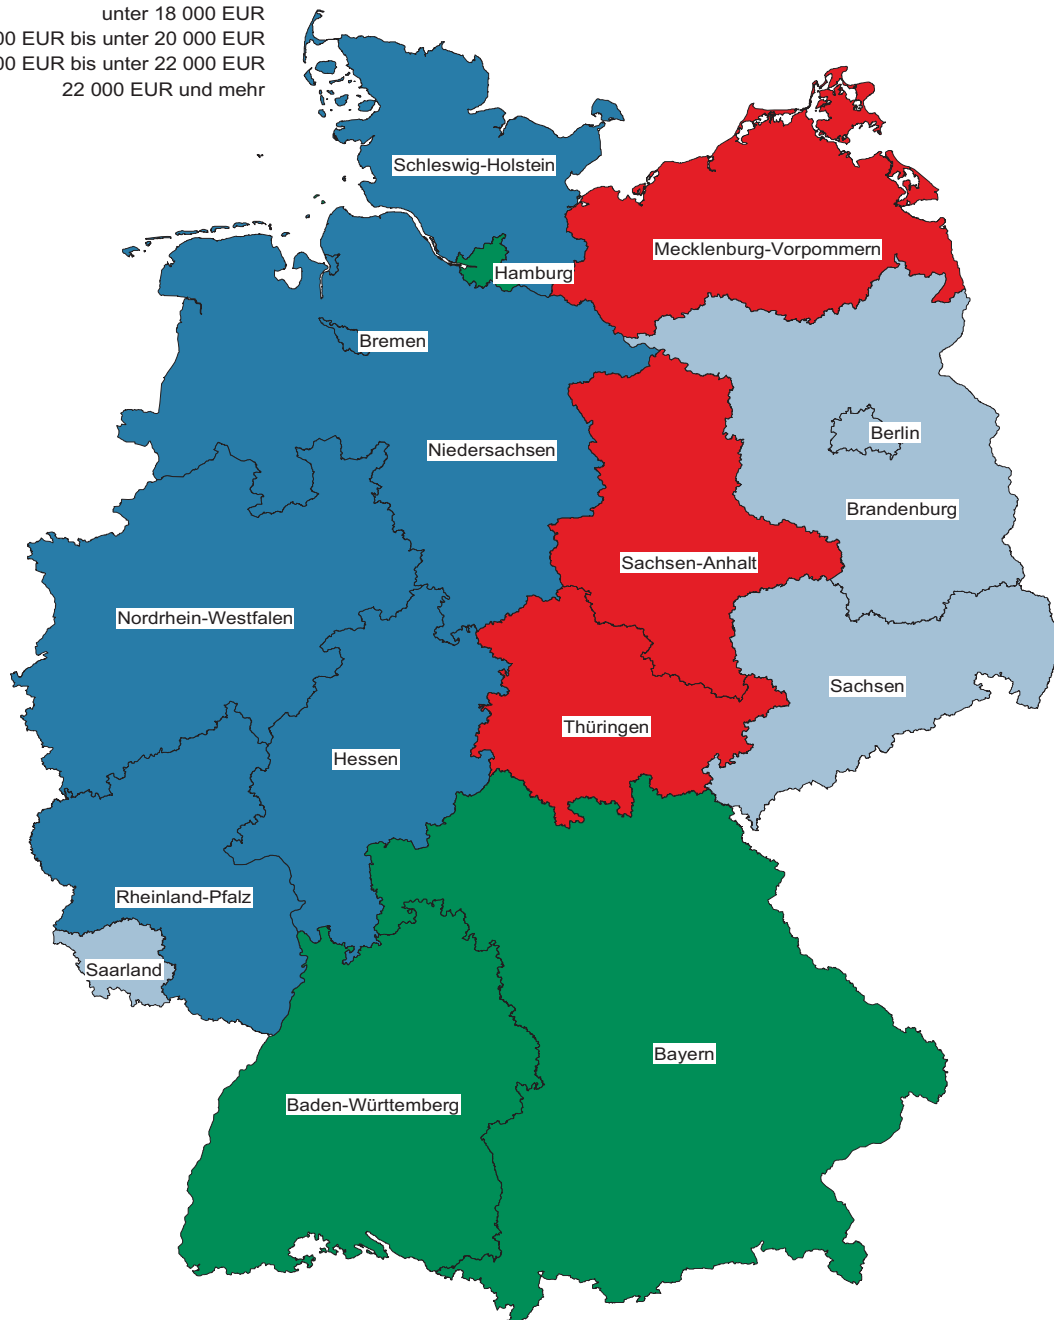 unter 18 000 EUR
00 EUR bis unter 20 000 EUR
00 EUR bis unter 22 000 EUR
22 000 EUR und mehr
Schleswig-Holstein
Mecklenburg-Vorpommern
Hamburg
Bremen
Berlin
Niedersachsen
Brandenburg
Sachsen-Anhalt
Nordrhein-Westfalen
Sachsen
Thüringen
Hessen
Rheinland-Pfalz
Saarland
Bayern
Baden-Württemberg